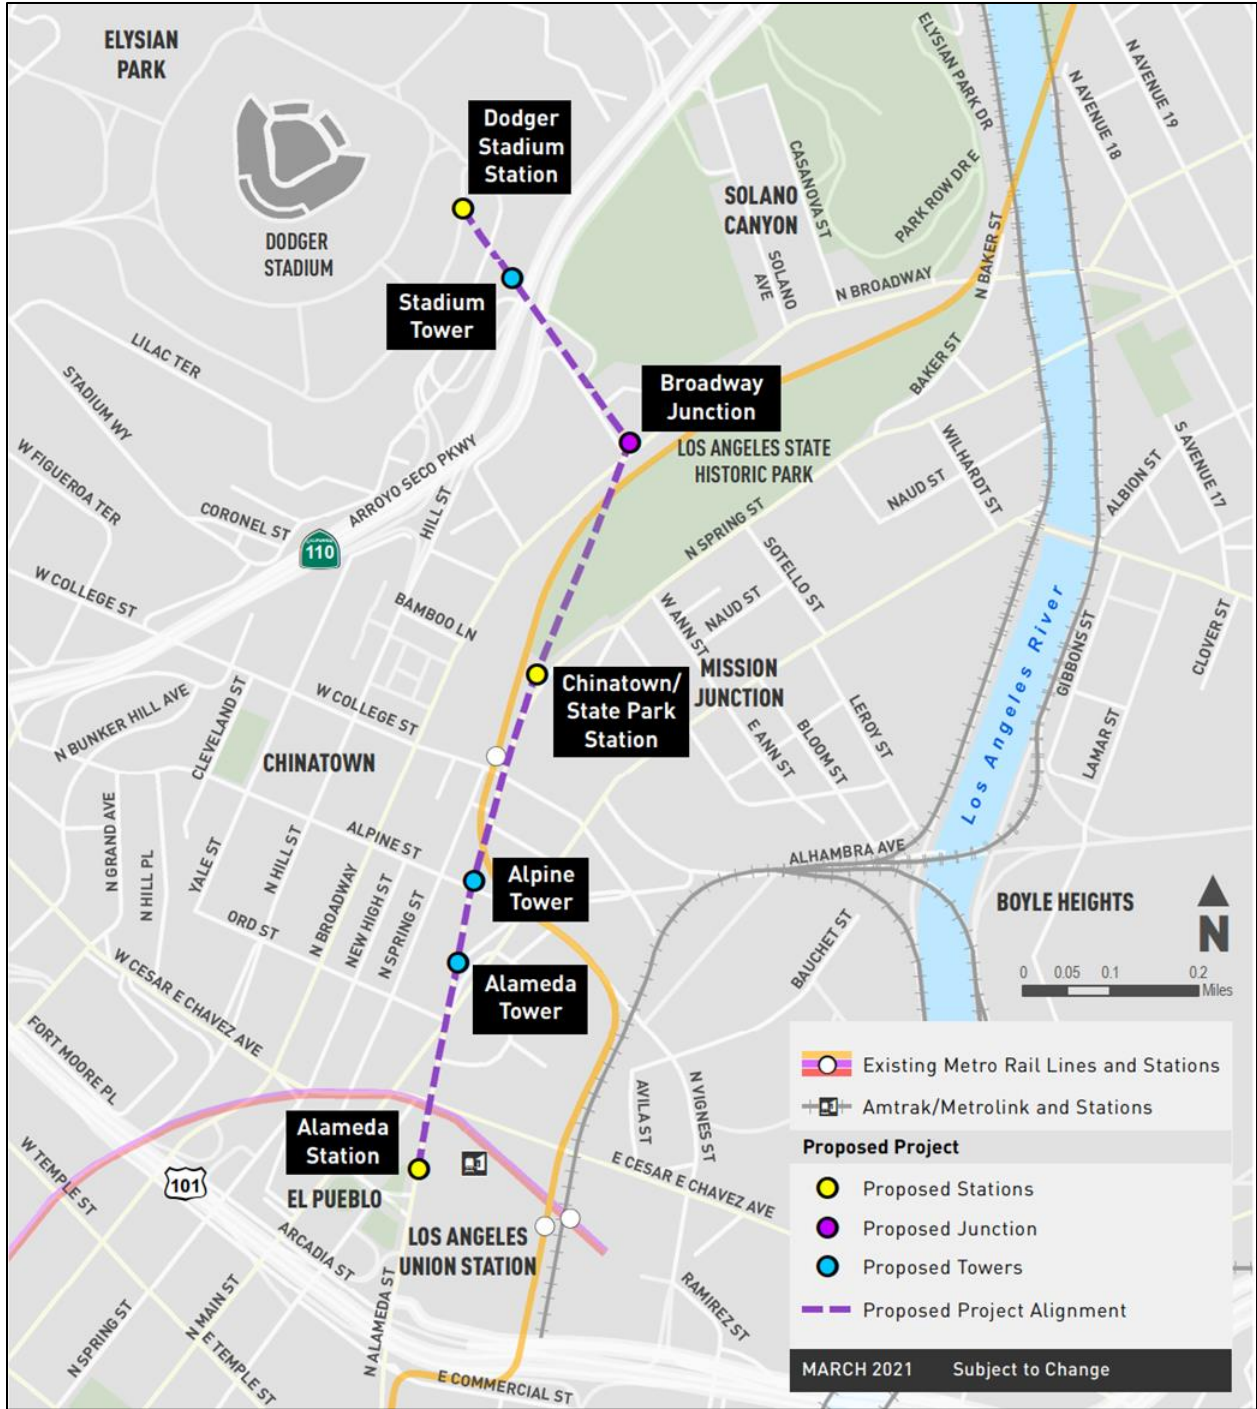 ELYSIAN
PARK
Dodger
Stadium
Station
DODGER
STADIUM
Stadium
Tower
SOLANO
CANYON
CASANOVA ST
SOLANO
AVE
PARK ROW DR E
ELYSIAN PARK DR
N AVENUE 19
N AVENUE 18
N BROADWAY
N BAKER ST
BAKER ST
LILAC TER
STADIUM WY
W FIGUEROA TER
Broadway
Junction
LOS ANGELES STATE
HISTORIC PARK
ARROYO SECO PKWY
HILL ST
CORONEL ST
CALIFORNIA
110
W COLLEGE ST
N SPRING ST
NAUD ST
WILHARDT ST
ALBION ST
S AVENUE 17
SOTELLO ST
NAUD ST
W ANN ST
BAMBOO LN
MISSION
JUNCTION
Chinatown/
State Park
Station
CLOVER ST
GIBBONS ST
Los Angeles River
LAMAR ST
N BUNKER HILL AVE
CLEVELAND ST
W COLLEGE ST
CHINATOWN
E ANN ST
BLOOM ST
LEROY ST
N GRAND AVE
N HILL PL
YALE ST
N HILL ST
ALPINE ST
ALHAMBRA AVE
Alpine
Tower
BOYLE HEIGHTS
ORD ST
N BROADWAY
NEW HIGH ST
N SPRING ST
BAUCHET ST
N
0 0.05 0.1 0.2
Miles
Alameda
Tower
W CESAR E CHAVEZ AVE
FORT MOORE PL
AVILA ST
N VIGNES ST
Alameda
Station
E CESAR E CHAVEZ AVE
W TEMPLE ST
101
EL PUEBLO
ARCADIA ST
LOS ANGELES
UNION STATION
N ALAMEDA ST
RAMIREZ ST
N SPRING ST
N MAIN ST
E TEMPLE ST
E COMMERCIAL ST
Existing Metro Rail Lines and Stations
Amtrak/Metrolink and Stations
Proposed Project
Proposed Stations
Proposed Junction
Proposed Towers
Proposed Project Alignment
MARCH 2021 Subject to Change